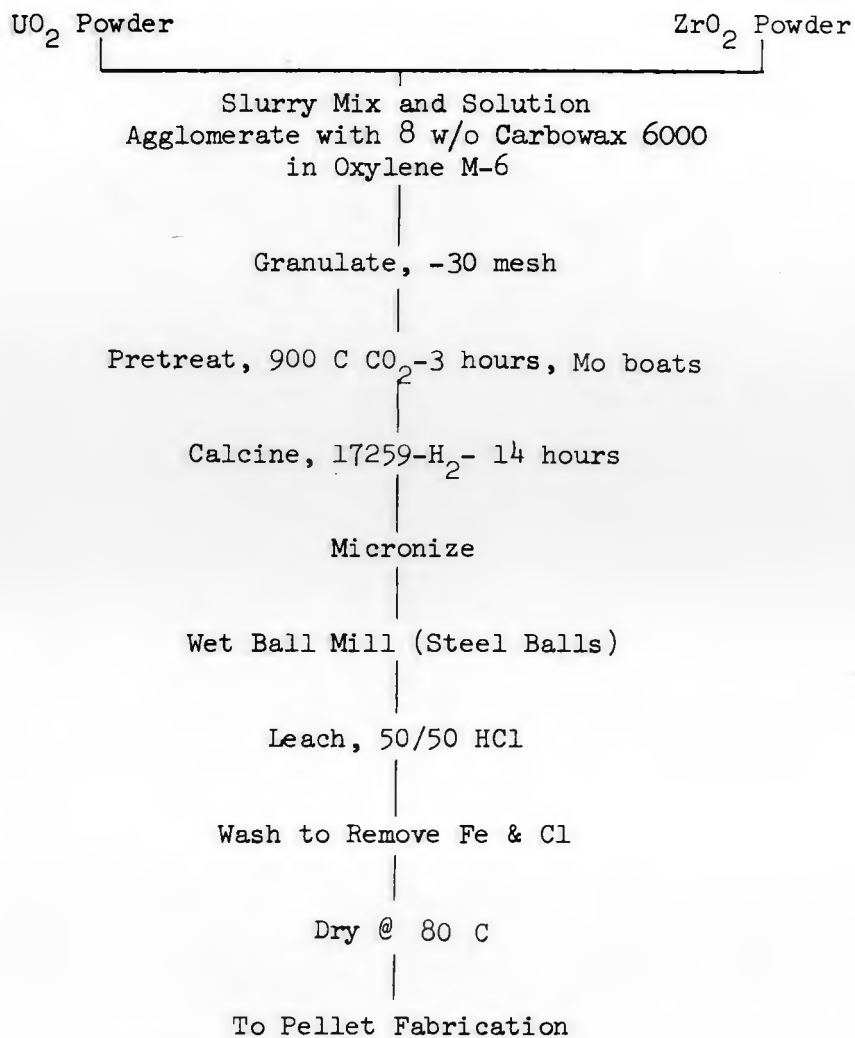 UO2 Powder ZrO2 Powder
Slurry Mix and Solution
Agglomerate with 8 w/o Carbowax 6000
in Oxylene M-6
Granulate, -30 mesh
Pretreat, 900 C CO2-3 hours, Mo boats
Calcine, 17259-H2- 14 hours
Micronize
Wet Ball Mill (Steel Balls)
Leach, 50/50 HCl
Wash to Remove Fe & Cl
Dry @ 80 C
To Pellet Fabrication